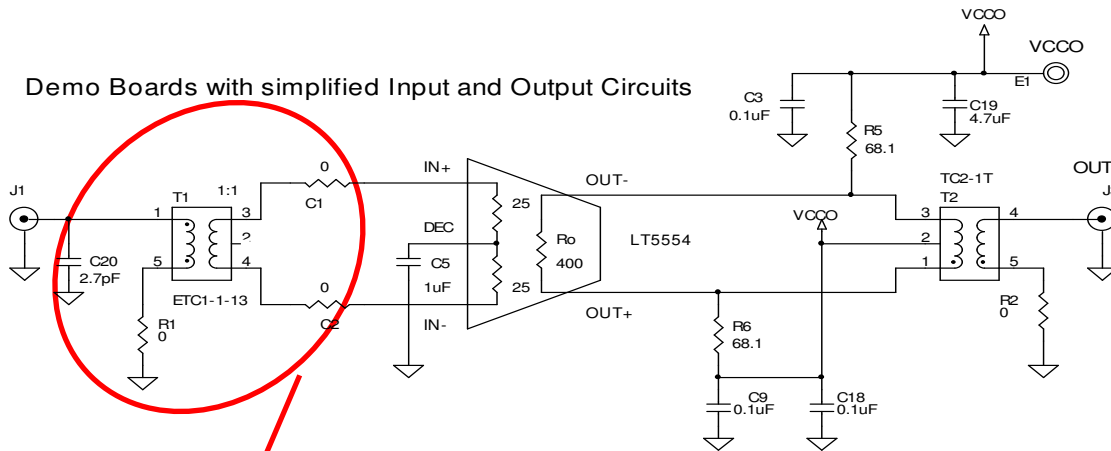 VCCO
VCCO
E1
Demo Boards with simplified Input and Output Circuits
C3
0.1uF
C19
4.7uF
R5
68.1
J1
T1
1:1
0
C1
IN+
25
OUT-
TC2-1T
T2
OUT
J
1
3
2
5
4
C20
2.7pF
ETC1-1-13
R1
0
0
C2
DEC
C5
1uF
IN-
25
Ro
400
LT5554
OUT+
VCCO
3
2
1
4
5
R2
0
R6
68.1
C9
0.1uF
C18
0.1uF